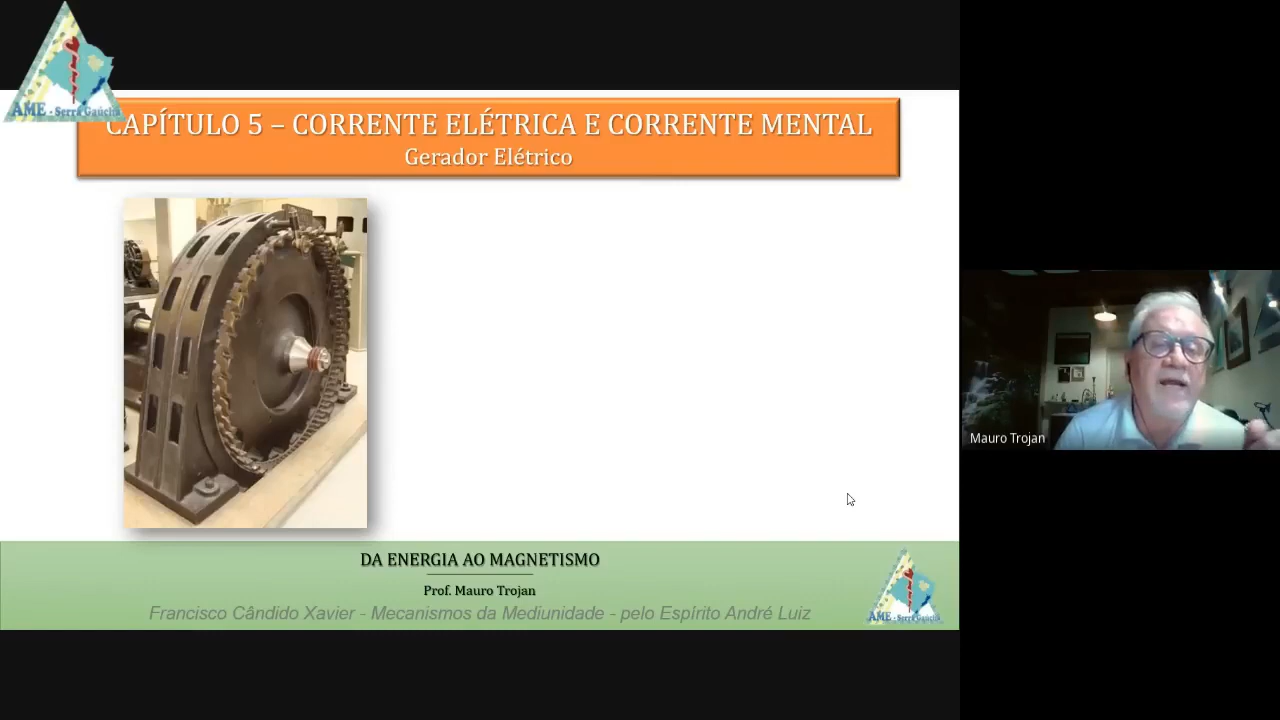 AME - Serra Gaúcha
CAPÍTULO 5 – CORRENTE ELÉTRICA E CORRENTE MENTAL
Gerador Elétrico
Mauro Trojan
DA ENERGIA AO MAGNETISMO
Prof. Mauro Trojan
Francisco Cândido Xavier - Mecanismos da Mediunidade - pelo Espírito André Luiz
AME - Serra Gaúcha